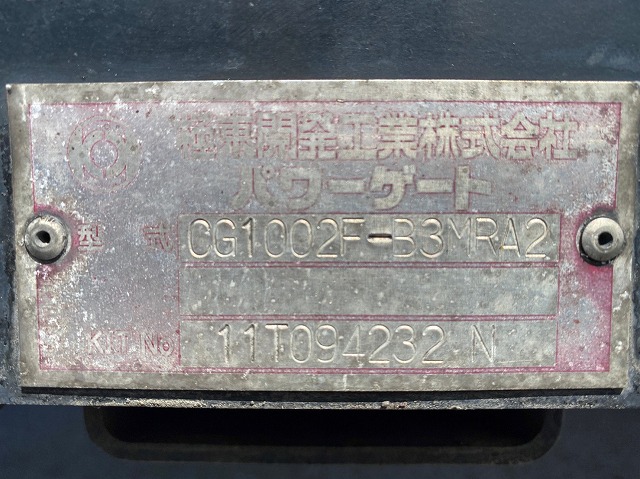 極東開発工業株式会社
パワーゲート
型式 CG1002F-B3MRA2
KIT No 11T094232 N